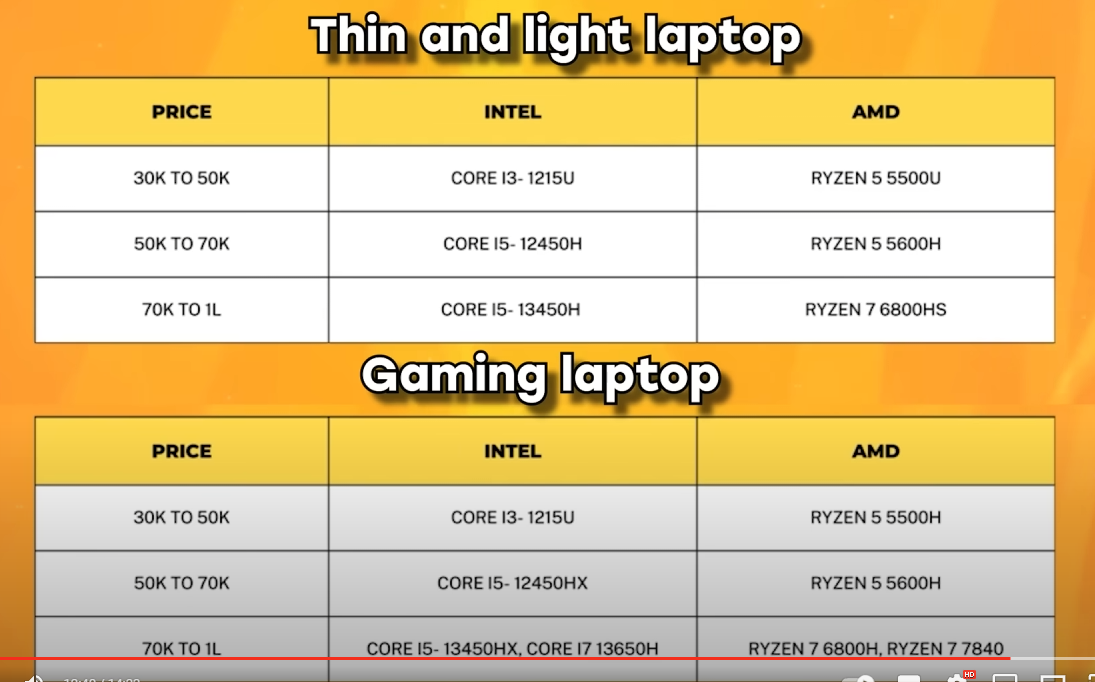 Thin and light laptop
PRICE INTEL AMD
30K TO 50K CORE I3- 1215U RYZEN 5 5500U
50K TO 70K CORE I5- 12450H RYZEN 5 5600H
70K TO 1L CORE I5- 13450H RYZEN 7 6800HS
Gaming laptop
PRICE INTEL AMD
30K TO 50K CORE I3- 1215U RYZEN 5 5500H
50K TO 70K CORE I5- 12450HX RYZEN 5 5600H
70K TO 1L CORE I5- 13450HX, CORE I7 13650H RYZEN 7 6800H, RYZEN 7 7840
HD